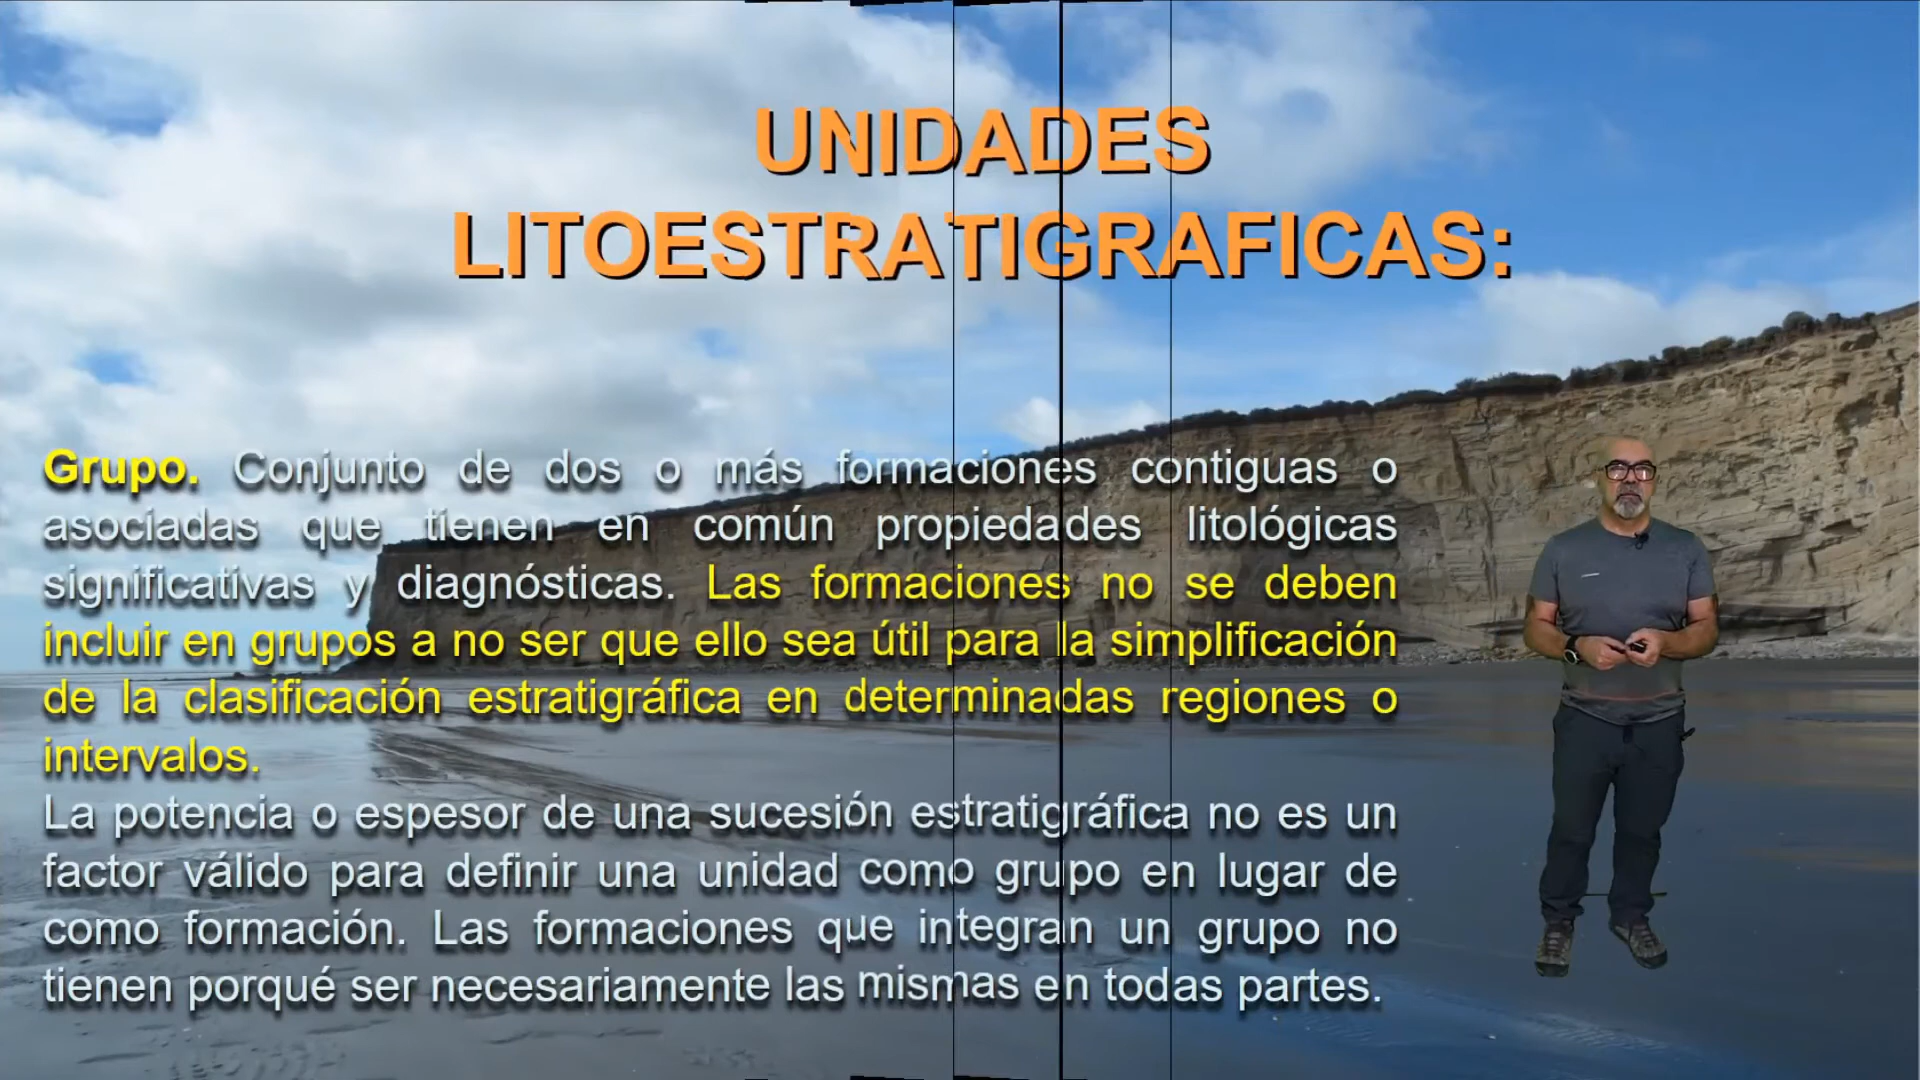 UNIDADES
LITOESTRATIGRAFICAS:
Grupo. Conjunto de dos o más formaciones contiguas o
asociadas que tienen en común propiedades litológicas
significativas y diagnósticas. Las formaciones no se deben
incluir en grupos a no ser que ello sea útil para la simplificación
de la clasificación estratigráfica en determinadas regiones o
intervalos.
La potencia o espesor de una sucesión estratigráfica no es un
factor válido para definir una unidad como grupo en lugar de
como formación. Las formaciones que integran un grupo no
tienen porqué ser necesariamente las mismas en todas partes.